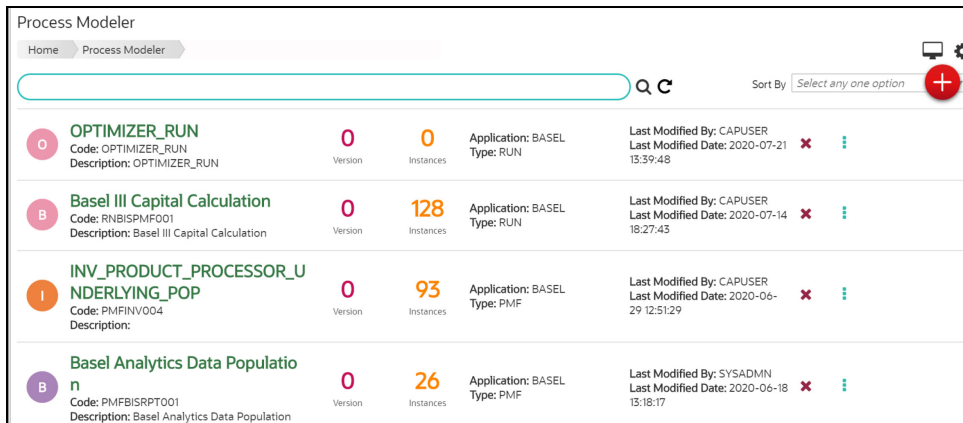 Process Modeler
Home Process Modeler
Sort By Select any one option
O
OPTIMIZER_RUN
Code: OPTIMIZER_RUN
Description: OPTIMIZER_RUN
0
Version
0
Instances
Application: BASEL
Type: RUN
Last Modified By: CAPUSER
Last Modified Date: 2020-07-21
13:39:48
B
Basel III Capital Calculation
Code: RNBISPMF001
Description: Basel III Capital Calculation
0
Version
128
Instances
Application: BASEL
Type: RUN
Last Modified By: CAPUSER
Last Modified Date: 2020-07-14
18:27:43
I
INV_PRODUCT_PROCESSOR_U
NDERLYING_POP
Code: PMFINV004
Description:
0
Version
93
Instances
Application: BASEL
Type: PMF
Last Modified By: CAPUSER
Last Modified Date: 2020-06-
29 12:51:29
B
Basel Analytics Data Populatio
n
Code: PMFBISRPT001
Description: Basel Analytics Data Population
0
Version
26
Instances
Application: BASEL
Type: PMF
Last Modified By: SYSADMN
Last Modified Date: 2020-06-18
13:18:17